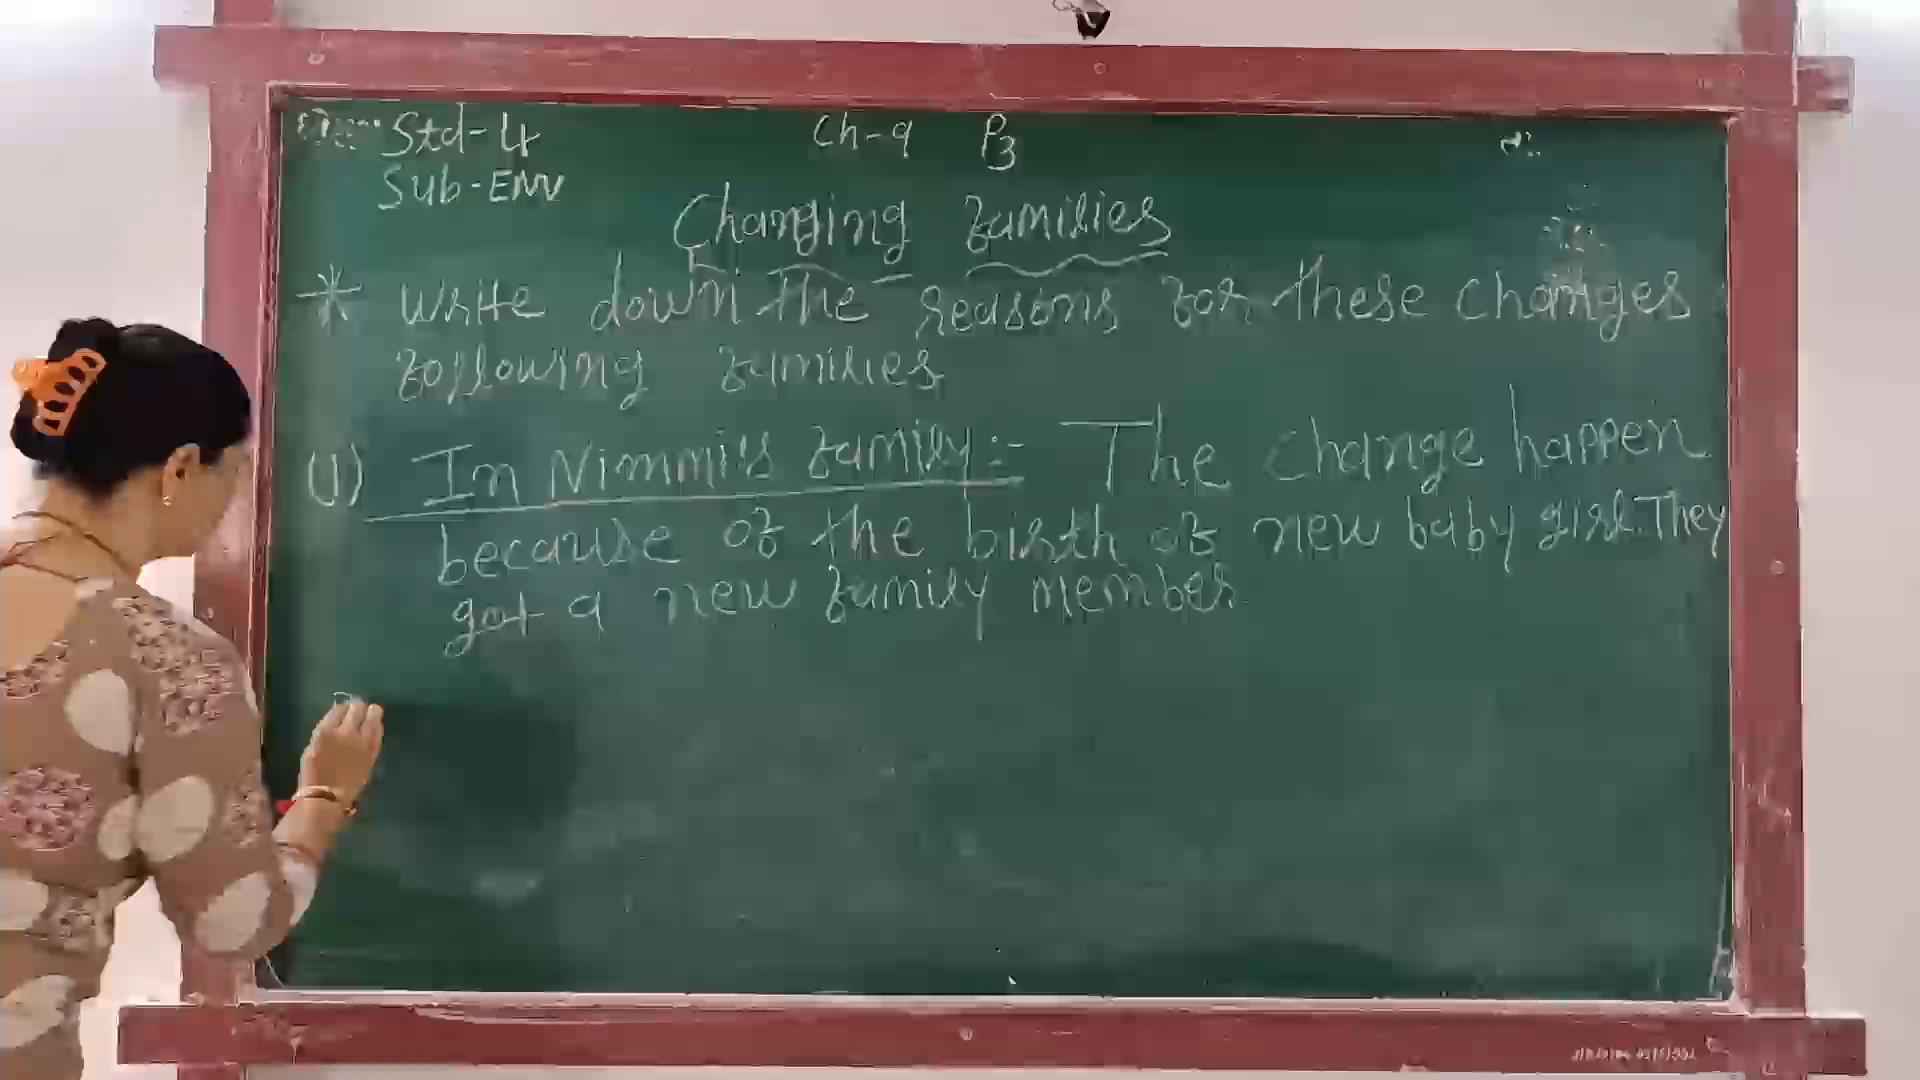 Std-4 Ch-9 P3
Sub-ENV
Changing families
* Write down the reasons for these changes
following families
(1) In Nimmi's family:- The change happen
because of the birth of new baby girl. They
got a new family member